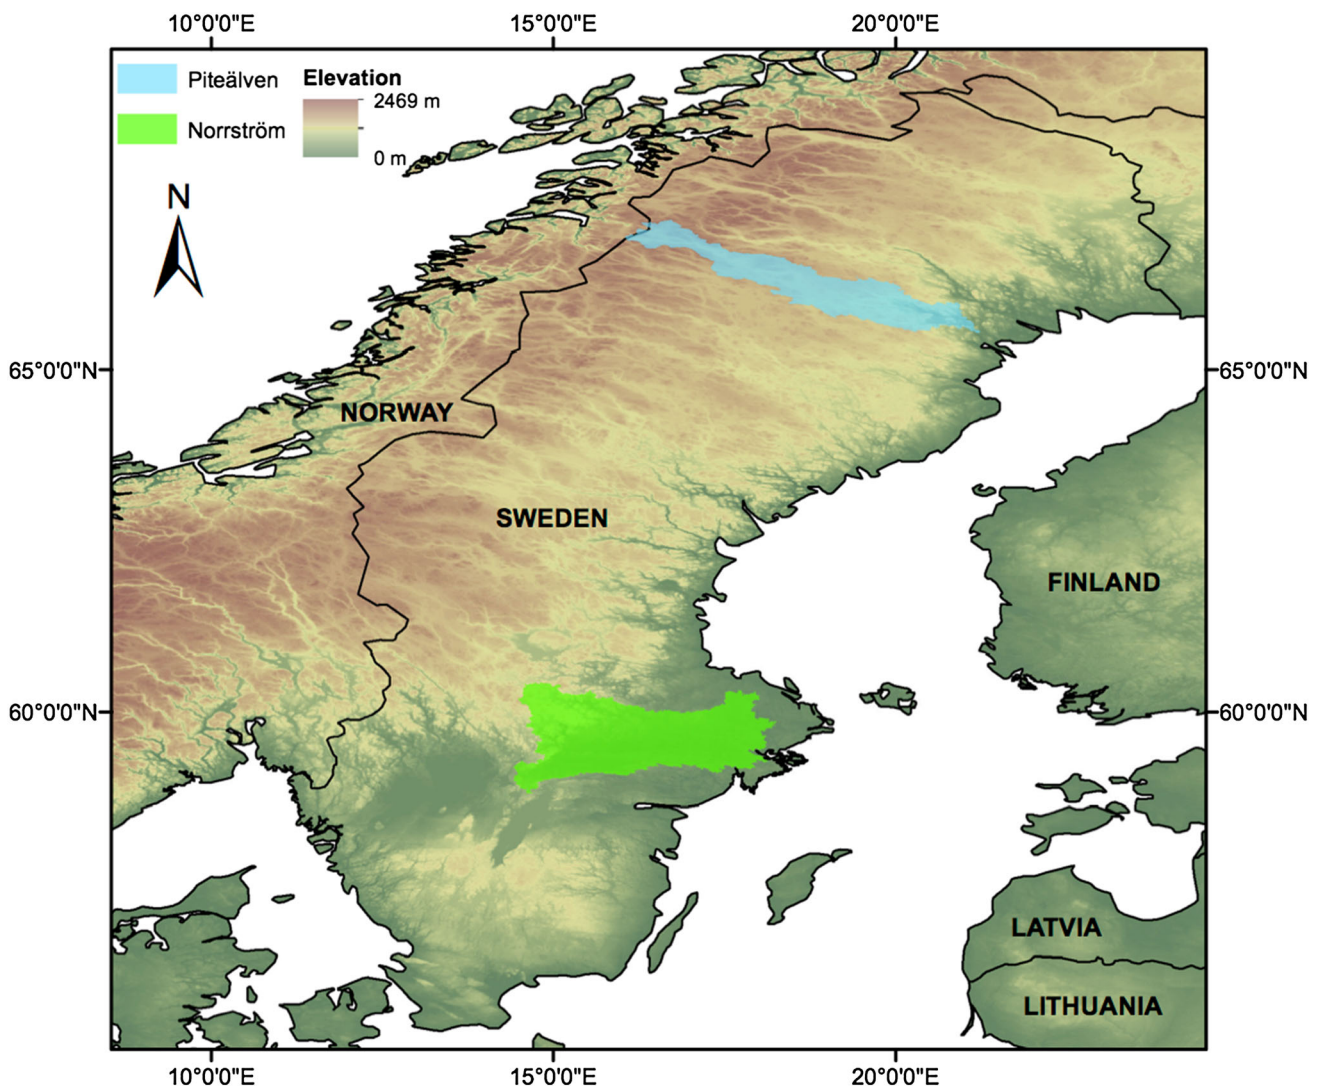 10°0'0"E 15°0'0"E 20°0'0"E
Piteälven
Norrström
Elevation
2469 m
0 m
N
65°0'0"N 65°0'0"N
NORWAY
SWEDEN
FINLAND
60°0'0"N 60°0'0"N
LATVIA
LITHUANIA
10°0'0"E 15°0'0"E 20°0'0"E